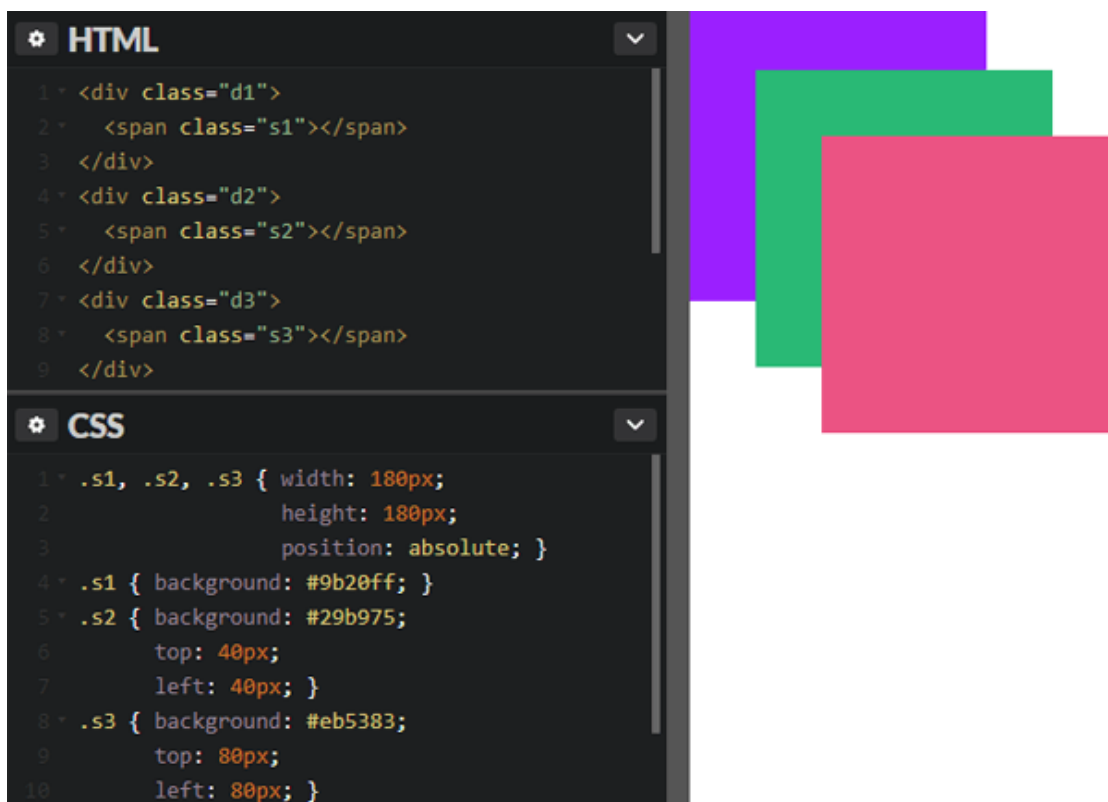 HTML
1 <div class="d1">
2 <span class="s1"></span>
3 </div>
4 <div class="d2">
5 <span class="s2"></span>
6 </div>
7 <div class="d3">
8 <span class="s3"></span>
9 </div>
CSS
1 .s1, .s2, .s3 { width: 180px;
2 height: 180px;
3 position: absolute; }
4 .s1 { background: #9b20ff; }
5 .s2 { background: #29b975;
6 top: 40px;
7 left: 40px; }
8 .s3 { background: #eb5383;
9 top: 80px;
10 left: 80px; }